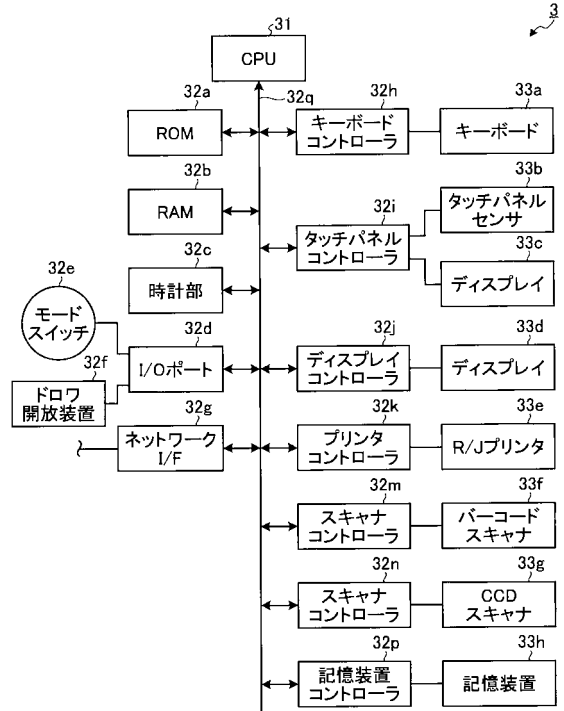 3
31
CPU
32q
32a
ROM
32h
キーボード
コントローラ
33a
キーボード
32b
RAM
32i
タッチパネル
コントローラ
33b
タッチパネル
センサ
33c
ディスプレイ
32c
時計部
32e
モード
スイッチ
32d
I/Oポート
32j
ディスプレイ
コントローラ
33d
ディスプレイ
32f
ドロワ
開放装置
32g
ネットワーク
I/F
32k
プリンタ
コントローラ
33e
R/Jプリンタ
32m
スキャナ
コントローラ
33f
バーコード
スキャナ
32n
スキャナ
コントローラ
33g
CCD
スキャナ
32p
記憶装置
コントローラ
33h
記憶装置